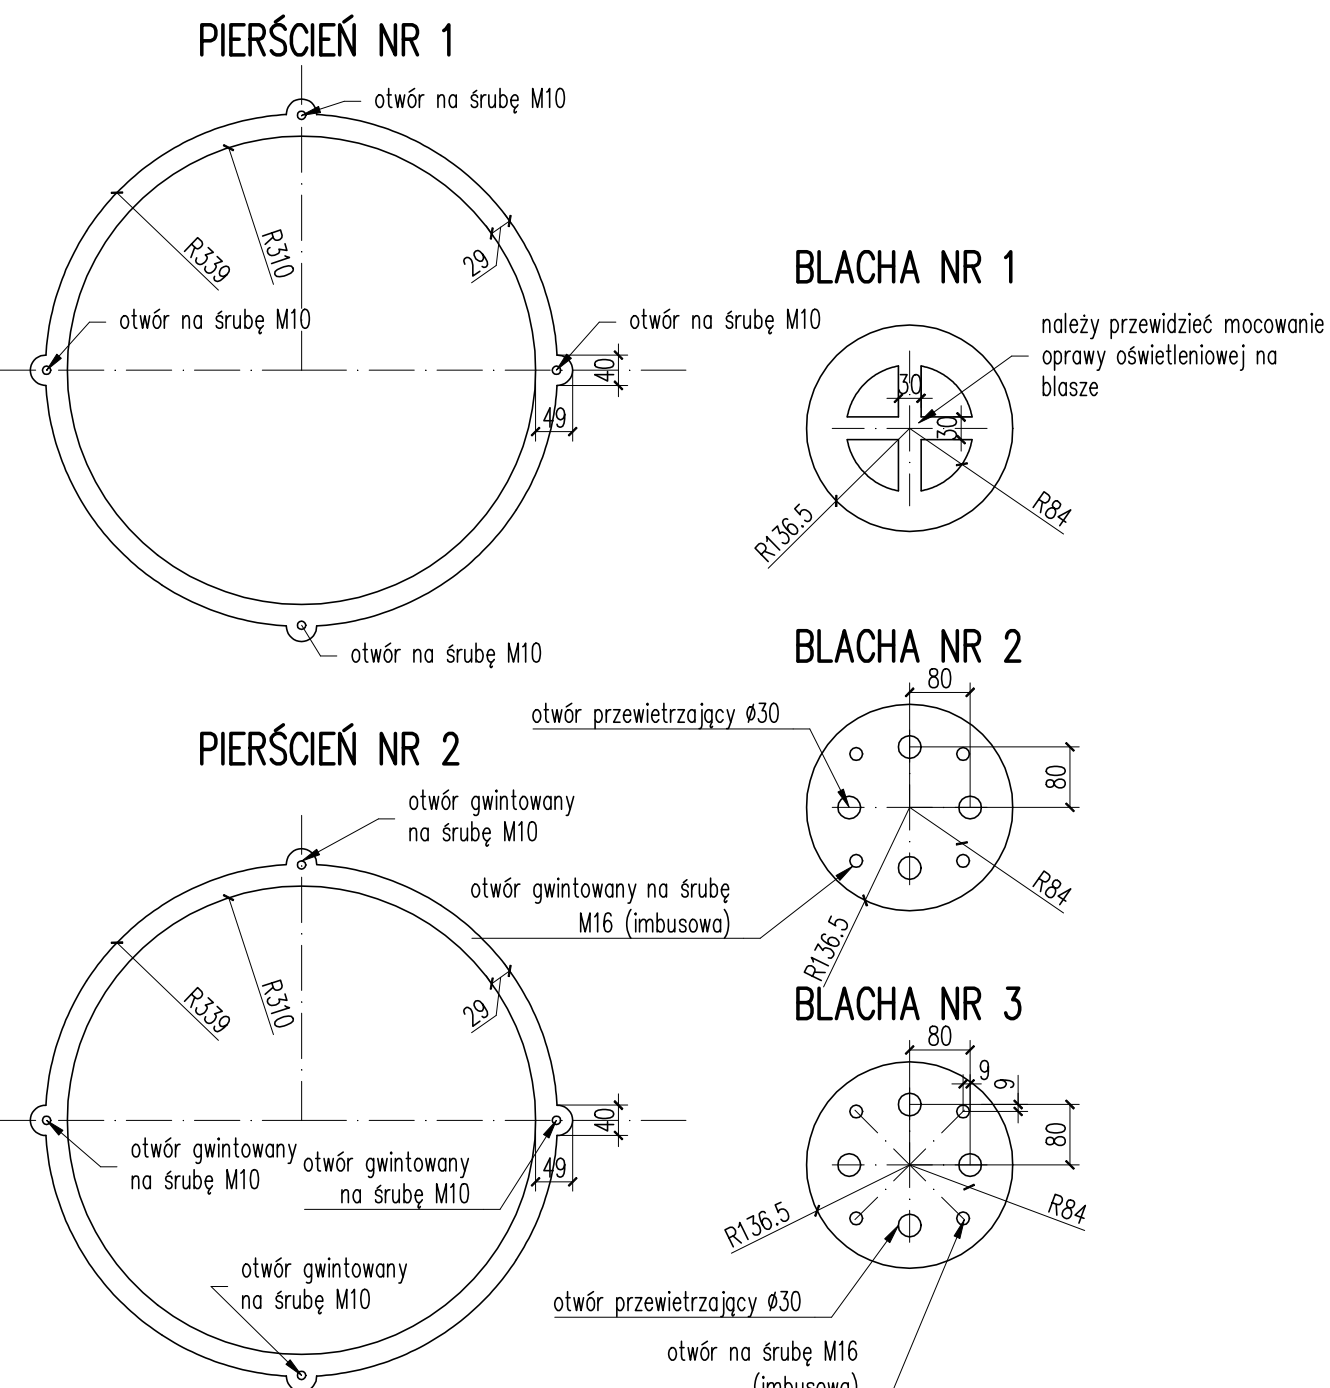 PIERŚCIEŃ NR 1
otwór na śrubę M10
R339
R310
29
otwór na śrubę M10
otwór na śrubę M10
40
49
otwór na śrubę M10
BLACHA NR 1
należy przewidzieć mocowanie
oprawy oświetleniowej na
blasze
30
30
R136.5
R84
BLACHA NR 2
80
otwór przewietrzający Ø30
80
otwór gwintowany na śrubę
M16 (imbusowa)
R84
R136.5
PIERŚCIEŃ NR 2
otwór gwintowany
na śrubę M10
R339
R310
29
40
49
otwór gwintowany
na śrubę M10
otwór gwintowany
na śrubę M10
otwór gwintowany
na śrubę M10
BLACHA NR 3
80
9
9
80
R136.5
R84
otwór przewietrzający Ø30
otwór na śrubę M16
(imbusowa)